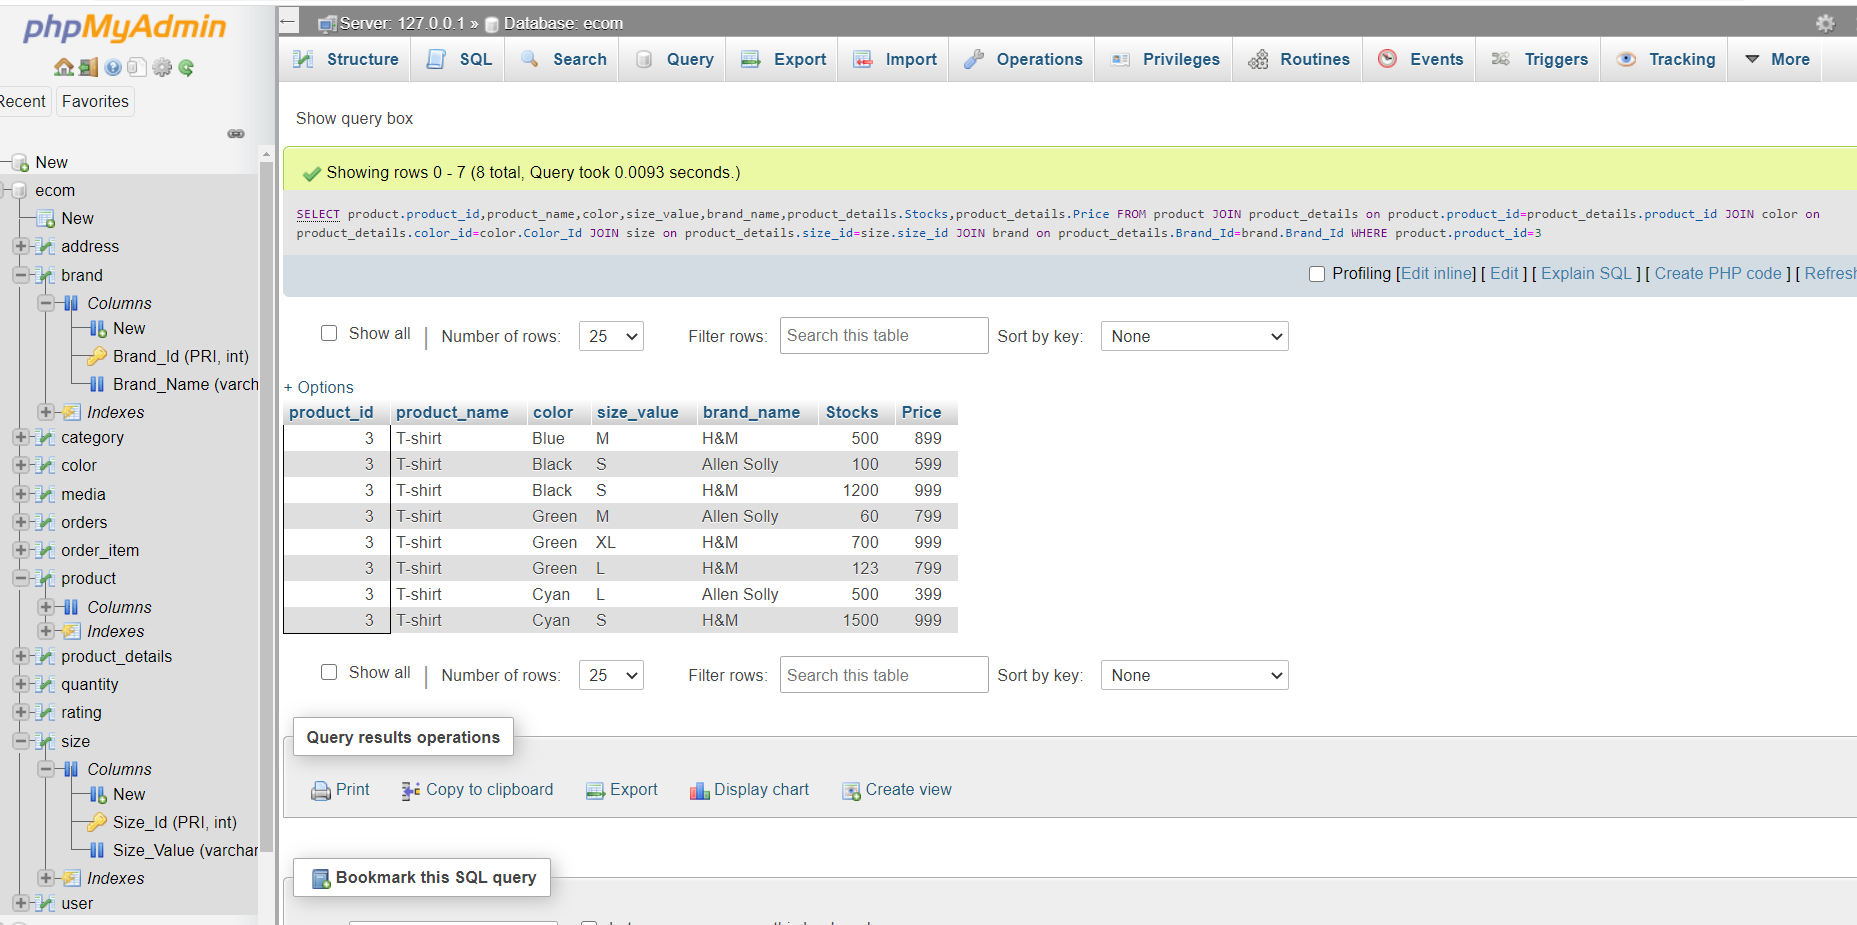 phpMyAdmin
Recent Favorites
New
ecom
New
address
brand
Columns
New
Brand_Id (PRI, int)
Brand_Name (varch
Indexes
category
color
media
orders
order_item
product
Columns
Indexes
product_details
quantity
rating
size
Columns
New
Size_Id (PRI, int)
Size_Value (varchar
Indexes
user
Server: 127.0.0.1 » Database: ecom
Structure SQL Search Query Export Import Operations Privileges Routines Events Triggers Tracking More
Show query box
Showing rows 0 - 7 (8 total, Query took 0.0093 seconds.)
SELECT product.product_id,product_name,color,size_value,brand_name,product_details.Stocks,product_details.Price FROM product JOIN product_details on product.product_id=product_details.product_id JOIN color on
product_details.color_id=color.Color_Id JOIN size on product_details.size_id=size.size_id JOIN brand on product_details.Brand_Id=brand.Brand_Id WHERE product.product_id=3
Profiling [Edit inline] [ Edit ] [ Explain SQL ] [ Create PHP code ] [ Refresh
Show all | Number of rows: 25 Filter rows: Search this table Sort by key: None
+ Options
product_id product_name color size_value brand_name Stocks Price
3 T-shirt Blue M H&M 500 899
3 T-shirt Black S Allen Solly 100 599
3 T-shirt Black S H&M 1200 999
3 T-shirt Green M Allen Solly 60 799
3 T-shirt Green XL H&M 700 999
3 T-shirt Green L H&M 123 799
3 T-shirt Cyan L Allen Solly 500 399
3 T-shirt Cyan S H&M 1500 999
Show all | Number of rows: 25 Filter rows: Search this table Sort by key: None
Query results operations
Print Copy to clipboard Export Display chart Create view
Bookmark this SQL query